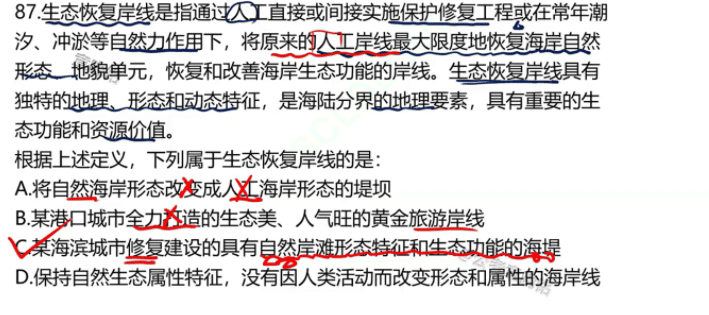 87.生态恢复岸线是指通过人工直接或间接实施保护修复工程或在常年潮
汐、冲淤等自然力作用下，将原来的人工岸线最大限度地恢复海岸自然
形态、地貌单元，恢复和改善海岸生态功能的岸线。生态恢复岸线具有
独特的地理、形态和动态特征，是海陆分界的地理要素，具有重要的生
态功能和资源价值。
根据上述定义，下列属于生态恢复岸线的是：
A.将自然海岸形态改变成人工海岸形态的堤坝
B.某港口城市全力打造的生态美、人气旺的黄金旅游岸线
C.某海滨城市修复建设的具有自然岸滩形态特征和生态功能的海堤
D.保持自然生态属性特征，没有因人类活动而改变形态和属性的海岸线